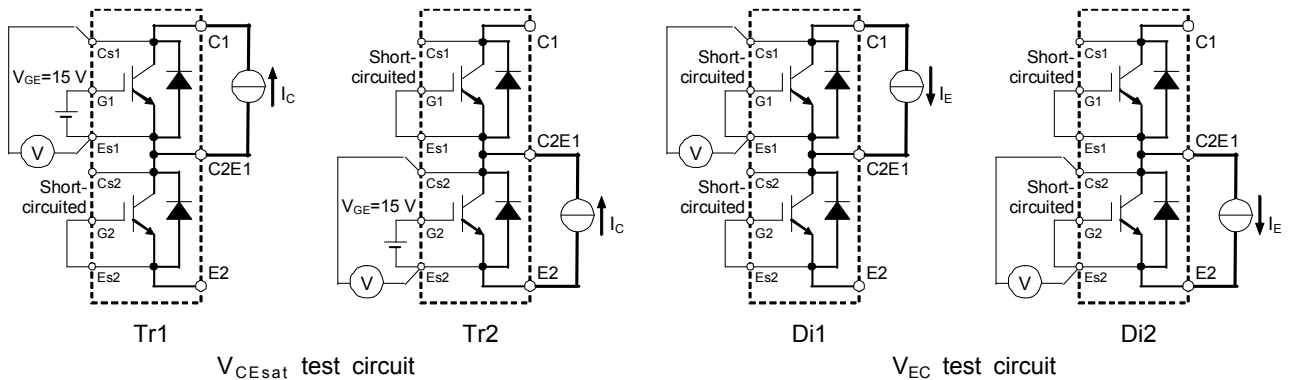 Cs1
C1
VGE=15 V
G1
IC
Es1
V
C2E1
Cs2
Short-
circuited
G2
Es2
E2
Tr1
Cs1
C1
Short-
circuited
G1
Es1
C2E1
Cs2
VGE=15 V
G2
IC
V
Es2
E2
Tr2
VCEsat test circuit
Cs1
C1
Short-
circuited
G1
IE
V
Es1
C2E1
Cs2
Short-
circuited
G2
Es2
E2
Di1
Cs1
C1
Short-
circuited
G1
Es1
C2E1
Cs2
Short-
circuited
G2
IE
V
Es2
E2
Di2
VEC test circuit